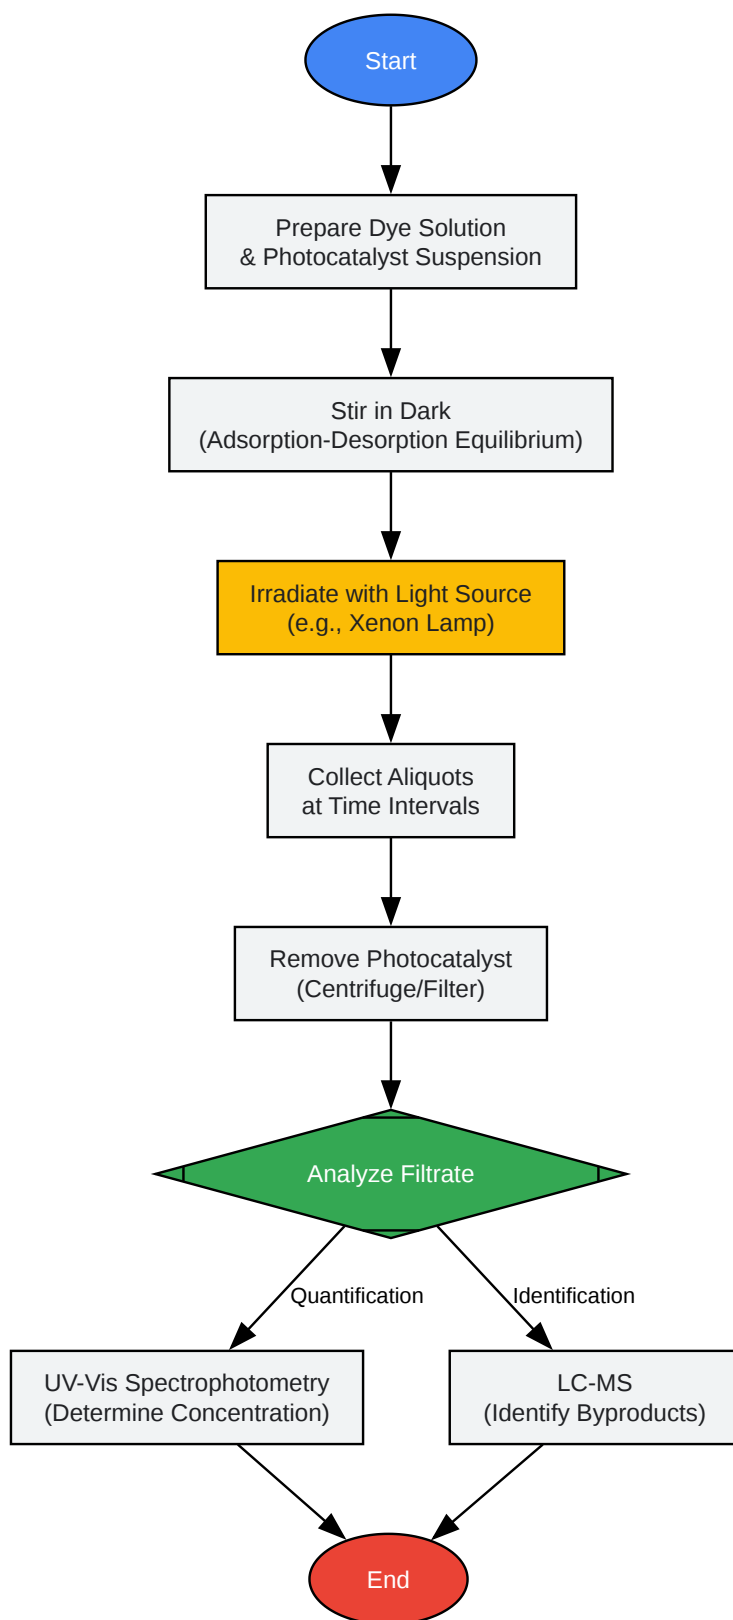 Start
Prepare Dye Solution
& Photocatalyst Suspension
Stir in Dark
(Adsorption-Desorption Equilibrium)
Irradiate with Light Source
(e.g., Xenon Lamp)
Collect Aliquots
at Time Intervals
Remove Photocatalyst
(Centrifuge/Filter)
Analyze Filtrate
Quantification
Identification
UV-Vis Spectrophotometry
(Determine Concentration)
LC-MS
(Identify Byproducts)
End